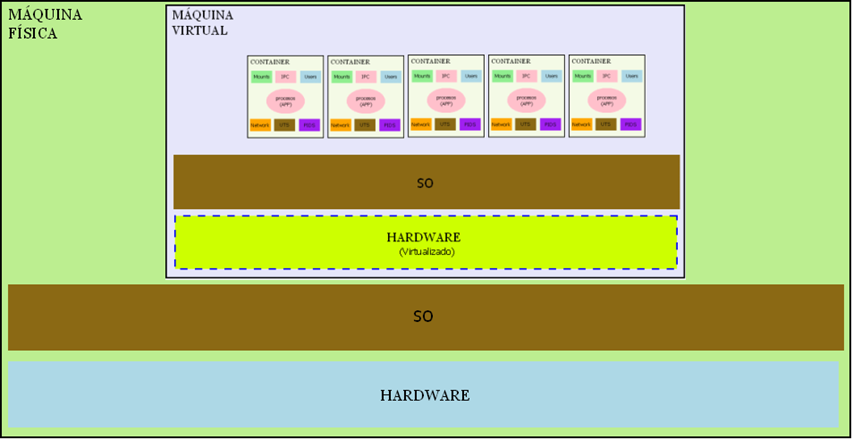 MÁQUINA
FÍSICA
MÁQUINA
VIRTUAL
CONTAINER
Mounts IPC Users
processo
(APP)
Network UTS PIDS
CONTAINER
Mounts IPC Users
processo
(APP)
Network UTS PIDS
CONTAINER
Mounts IPC Users
processo
(APP)
Network UTS PIDS
CONTAINER
Mounts IPC Users
processo
(APP)
Network UTS PIDS
CONTAINER
Mounts IPC Users
processo
(APP)
Network UTS PIDS
SO
HARDWARE
(Virtualizado)
SO
HARDWARE